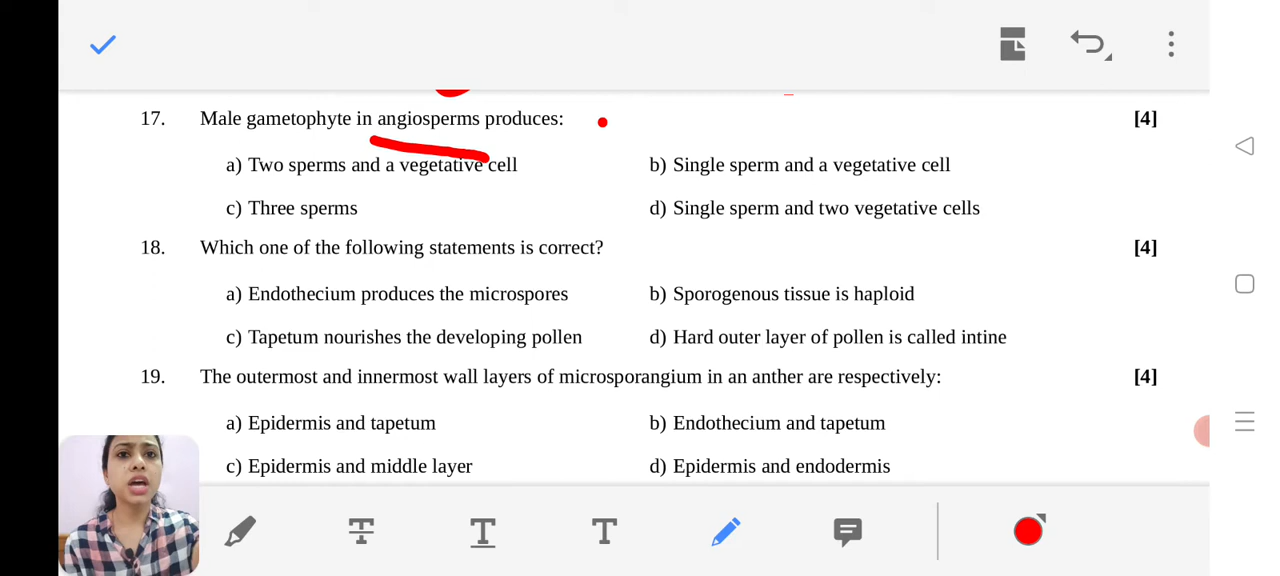 17. Male gametophyte in angiosperms produces: [4]
a) Two sperms and a vegetative cell b) Single sperm and a vegetative cell
c) Three sperms d) Single sperm and two vegetative cells
18. Which one of the following statements is correct? [4]
a) Endothecium produces the microspores b) Sporogenous tissue is haploid
c) Tapetum nourishes the developing pollen d) Hard outer layer of pollen is called intine
19. The outermost and innermost wall layers of microsporangium in an anther are respectively: [4]
a) Epidermis and tapetum b) Endothecium and tapetum
c) Epidermis and middle layer d) Epidermis and endodermis
T T T